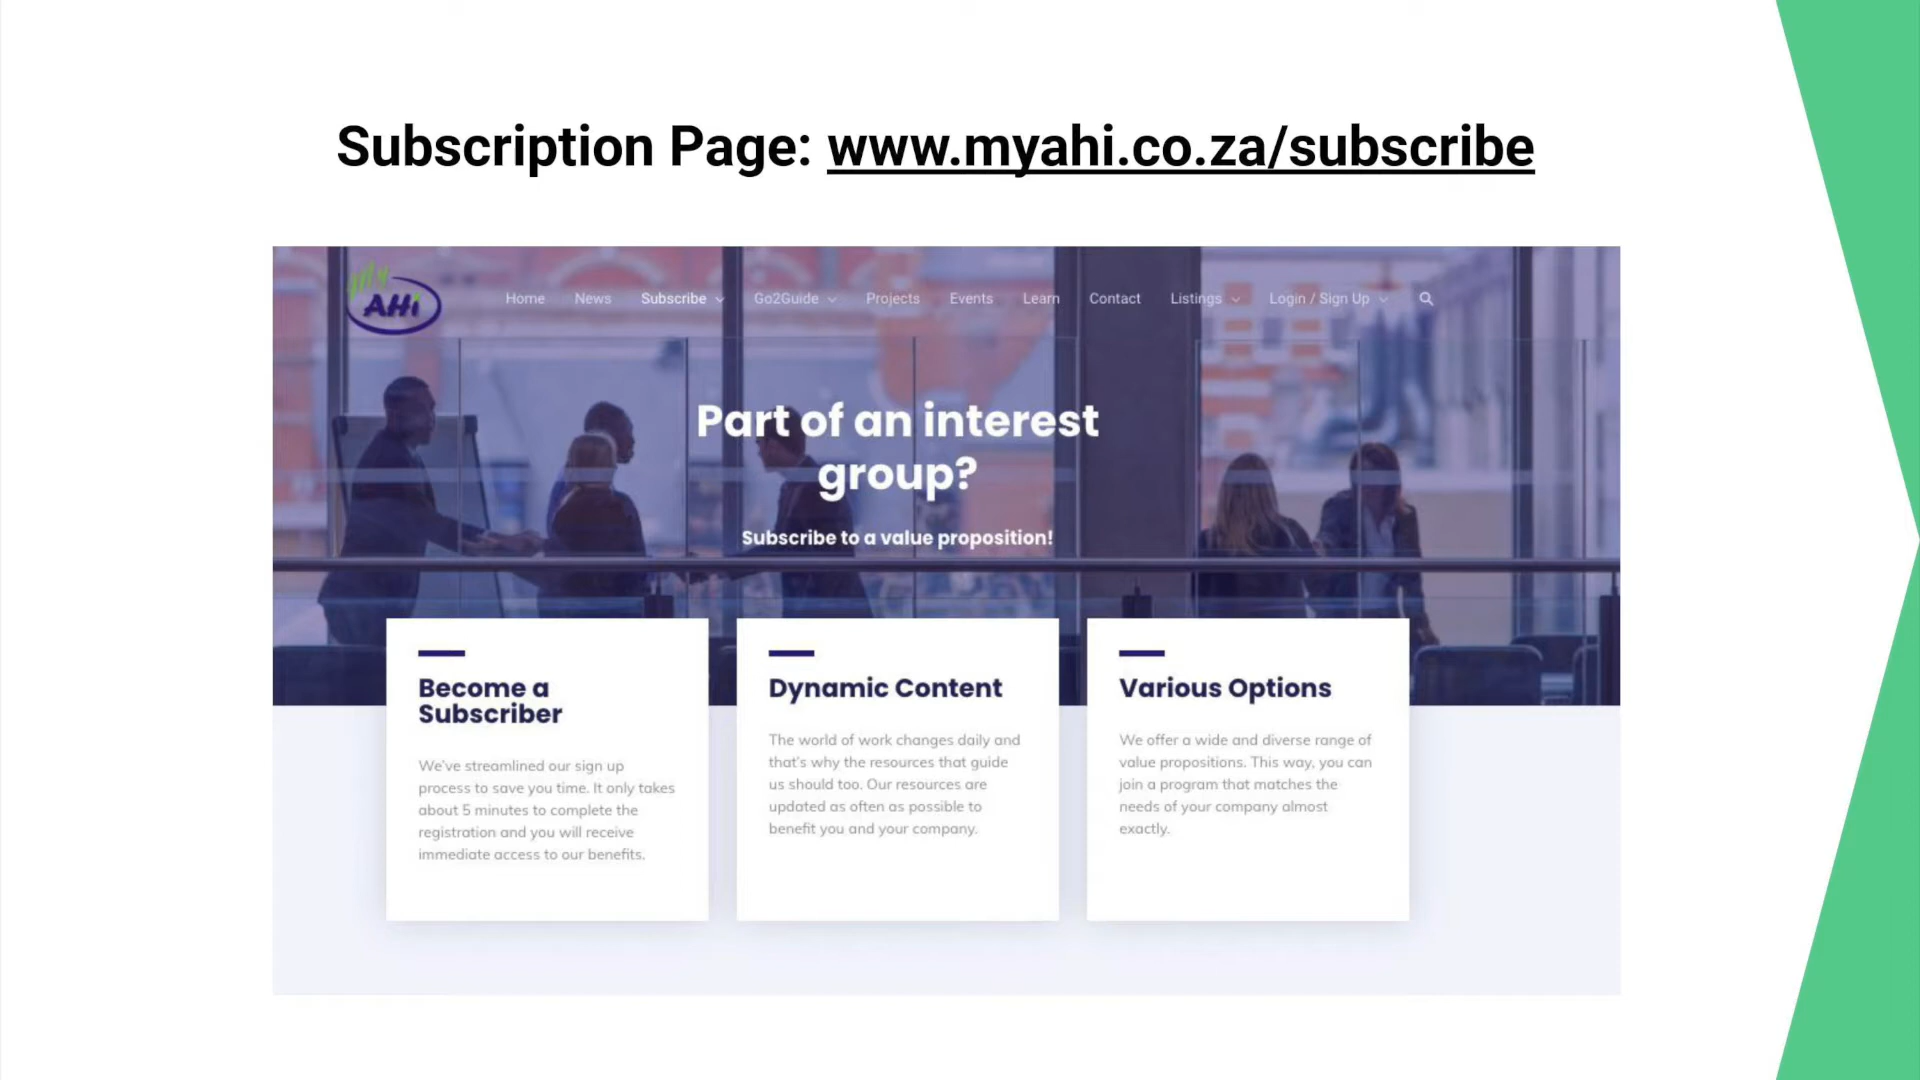 Subscription Page: www.myahi.co.za/subscribe
My
AHi
Home News Subscribe Go2Guide Projects Events Learn Contact Listings Login / Sign Up
Part of an interest
group?
Subscribe to a value proposition!
Become a
Subscriber
We've streamlined our sign up
process to save you time. It only takes
about 5 minutes to complete the
registration and you will receive
immediate access to our benefits.
Dynamic Content
The world of work changes daily and
that's why the resources that guide
us should too. Our resources are
updated as often as possible to
benefit you and your company.
Various Options
We offer a wide and diverse range of
value propositions. This way, you can
join a program that matches the
needs of your company almost
exactly.